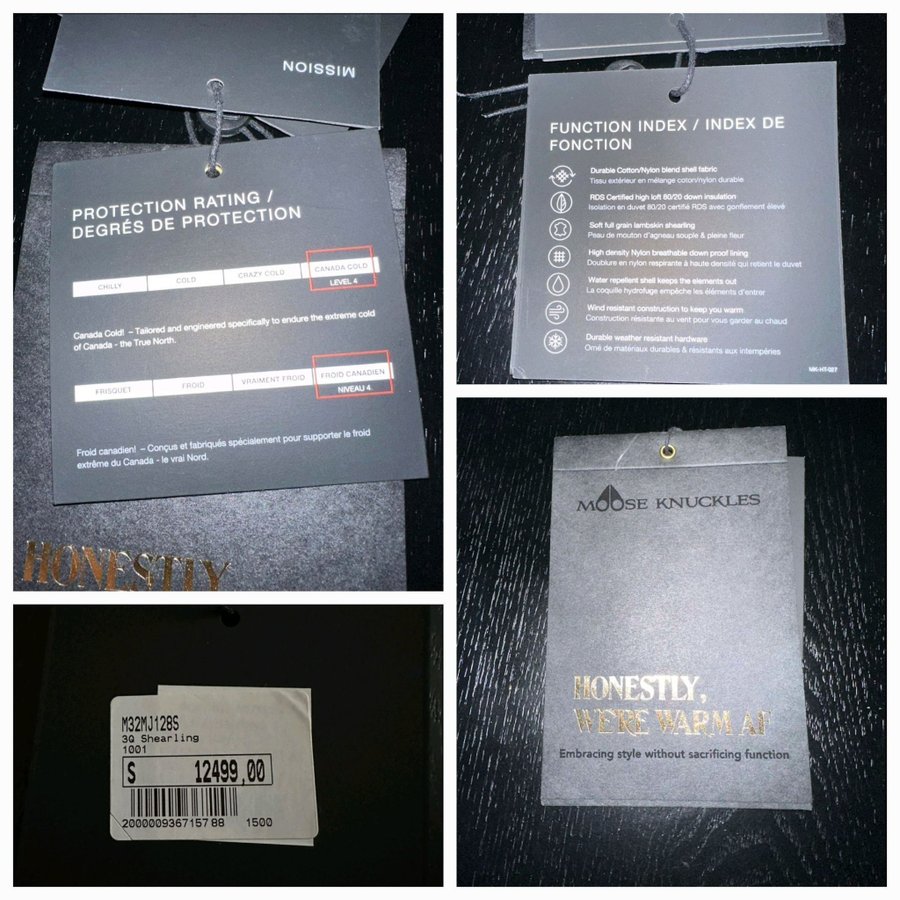 MISSION
PROTECTION RATING /
DEGRÉS DE PROTECTION
CHILLY COLD CRAZY COLD CANADA COLD
LEVEL 4
Canada Cold! – Tailored and engineered specifically to endure the extreme cold
of Canada - the True North.
FRISQUET FROID VRAIMENT FROID FROID CANADIEN
NIVEAU 4
Froid canadien! – Conçus et fabriqués spécialement pour supporter le froid
extrême du Canada - le vrai Nord.
HONESTLY
FUNCTION INDEX / INDEX DE
FONCTION
Durable Cotton/Nylon blend shell fabric
Tissu extérieur en mélange coton/nylon durable
RDS Certified high loft 80/20 down insulation
Isolation en duvet 80/20 certifié RDS avec gonflement élevé
Soft full grain lambskin shearling
Peau de mouton d'agneau souple & pleine fleur
High density Nylon breathable down proof lining
Doublure en nylon respirante à haute densité qui retient le duvet
Water repellent shell keeps the elements out
La coquille hydrofuge empêche les éléments d'entrer
Wind resistant construction to keep you warm
Construction résistante au vent pour vous garder au chaud
Durable weather resistant hardware
Orné de matériaux durables & résistants aux intempéries
MK-HT-027
M32MJ128S
3Q Shearling
1001
S 12499,00
2000009367157 88 1500
MOOSE KNUCKLES
HONESTLY,
WE'RE WARM AF
Embracing style without sacrificing function